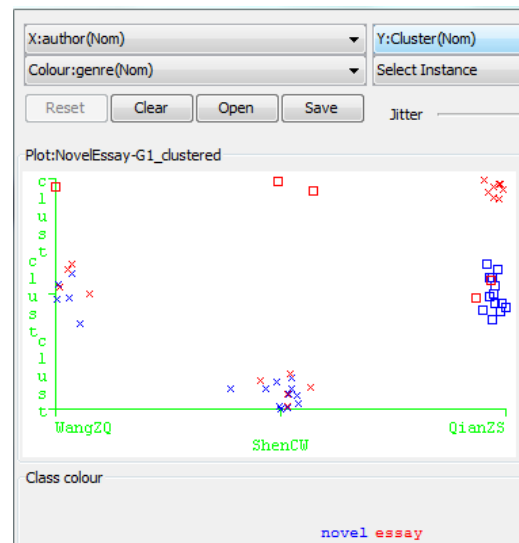 X:author(Nom)
Y:Cluster(Nom)
Colour:genre(Nom)
Select Instance
Reset
Clear
Open
Save
Jitter
Plot:NovelEssay-G1_clustered
clust
clust
clust
WangZQ
ShenCW
QianZS
Class colour
novel essay